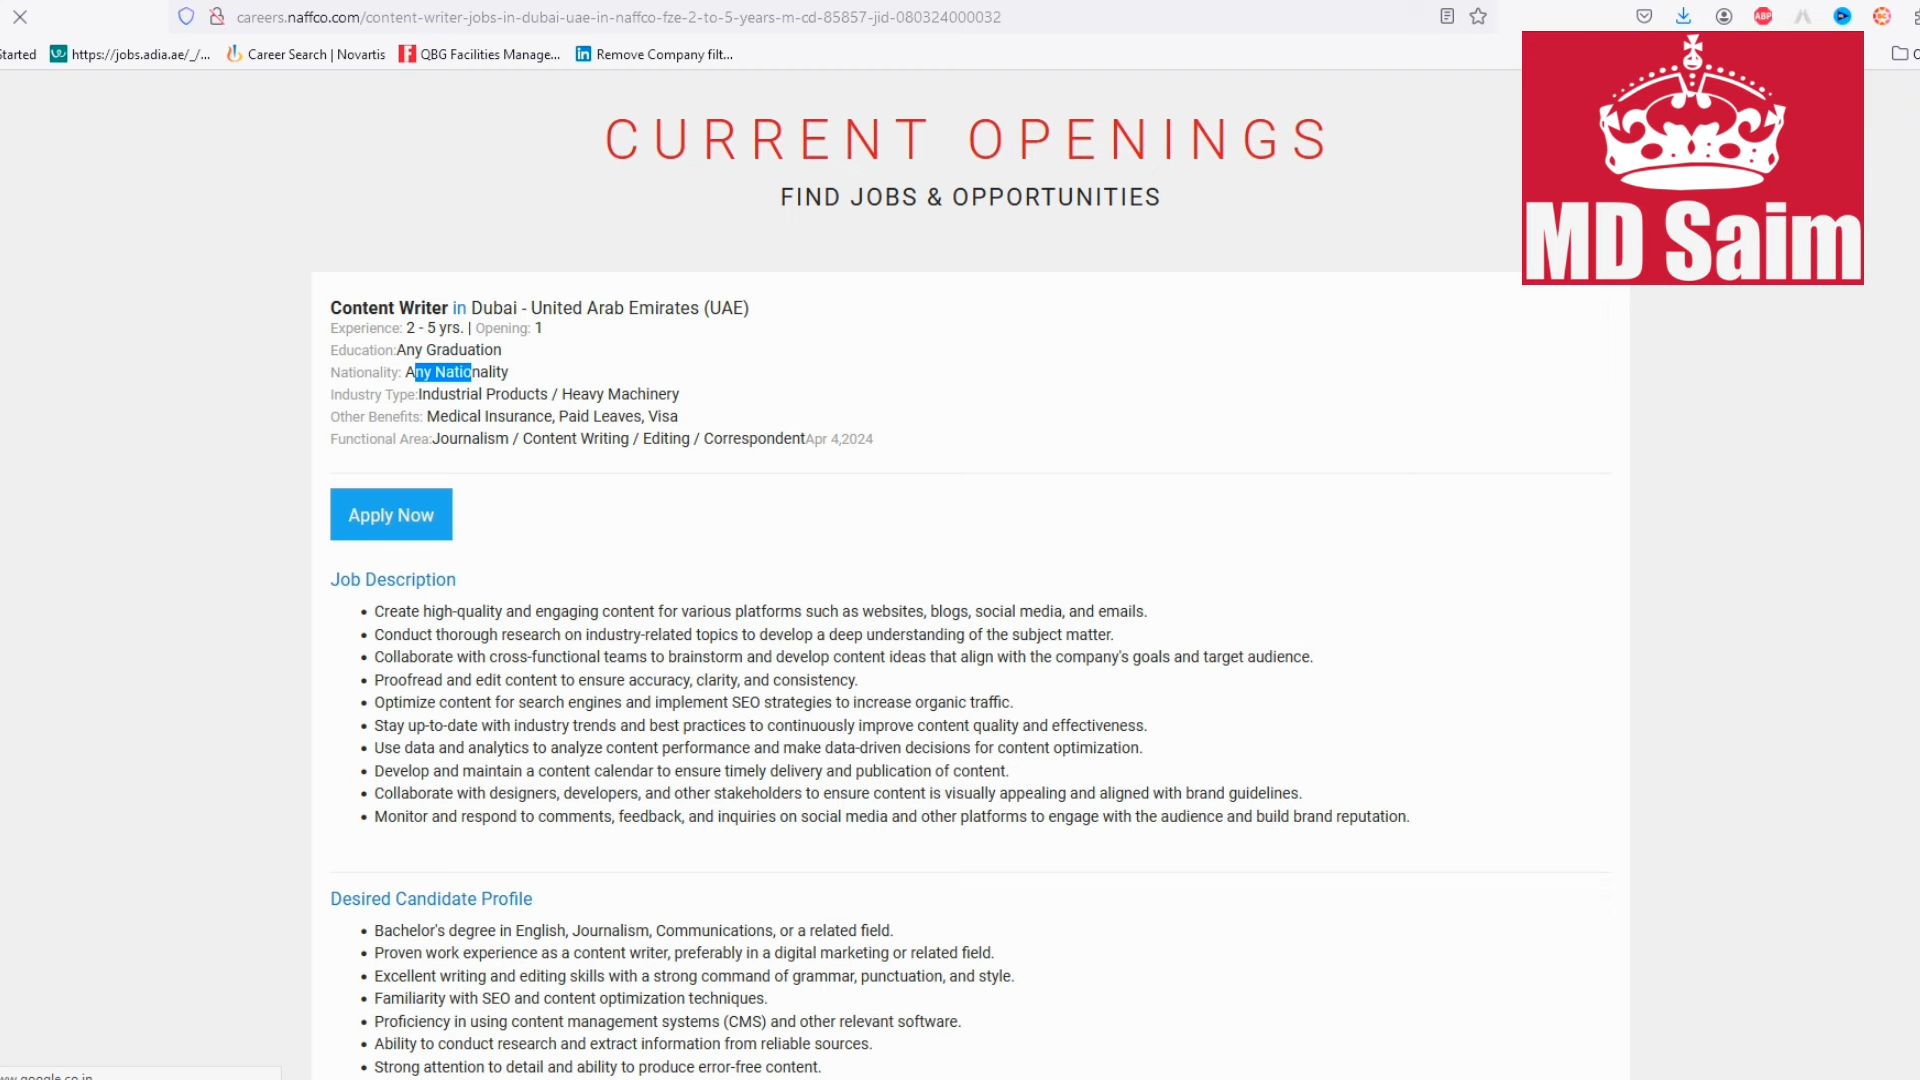 careers.naffco.com/content-writer-jobs-in-dubai-uae-in-naffco-fze-2-to-5-years-m-cd-85857-jid-080324000032
ABP
Started https://jobs.adia.ae/_/... Career Search | Novartis QBG Facilities Manage... Remove Company filt...
MD Saim
CURRENT OPENINGS
FIND JOBS & OPPORTUNITIES
Content Writer in Dubai - United Arab Emirates (UAE)
Experience: 2 - 5 yrs. | Opening: 1
Education:Any Graduation
Nationality: Any Nationality
Industry Type:Industrial Products / Heavy Machinery
Other Benefits: Medical Insurance, Paid Leaves, Visa
Functional Area:Journalism / Content Writing / Editing / CorrespondentApr 4,2024
Apply Now
Job Description
• Create high-quality and engaging content for various platforms such as websites, blogs, social media, and emails.
• Conduct thorough research on industry-related topics to develop a deep understanding of the subject matter.
• Collaborate with cross-functional teams to brainstorm and develop content ideas that align with the company's goals and target audience.
• Proofread and edit content to ensure accuracy, clarity, and consistency.
• Optimize content for search engines and implement SEO strategies to increase organic traffic.
• Stay up-to-date with industry trends and best practices to continuously improve content quality and effectiveness.
• Use data and analytics to analyze content performance and make data-driven decisions for content optimization.
• Develop and maintain a content calendar to ensure timely delivery and publication of content.
• Collaborate with designers, developers, and other stakeholders to ensure content is visually appealing and aligned with brand guidelines.
• Monitor and respond to comments, feedback, and inquiries on social media and other platforms to engage with the audience and build brand reputation.
Desired Candidate Profile
• Bachelor's degree in English, Journalism, Communications, or a related field.
• Proven work experience as a content writer, preferably in a digital marketing or related field.
• Excellent writing and editing skills with a strong command of grammar, punctuation, and style.
• Familiarity with SEO and content optimization techniques.
• Proficiency in using content management systems (CMS) and other relevant software.
• Ability to conduct research and extract information from reliable sources.
• Strong attention to detail and ability to produce error-free content.